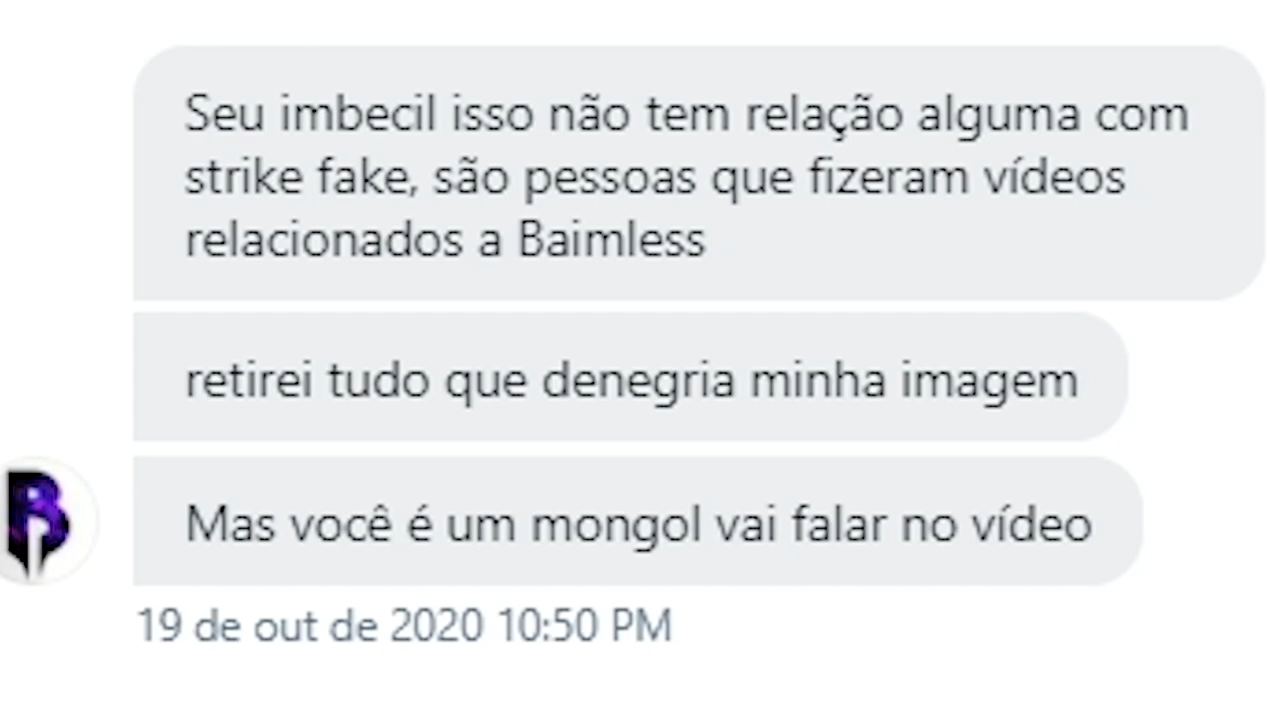 Seu imbecil isso não tem relação alguma com
strike fake, são pessoas que fizeram vídeos
relacionados a Baimless
retirei tudo que denegria minha imagem
Mas você é um mongol vai falar no vídeo
19 de out de 2020 10:50 PM